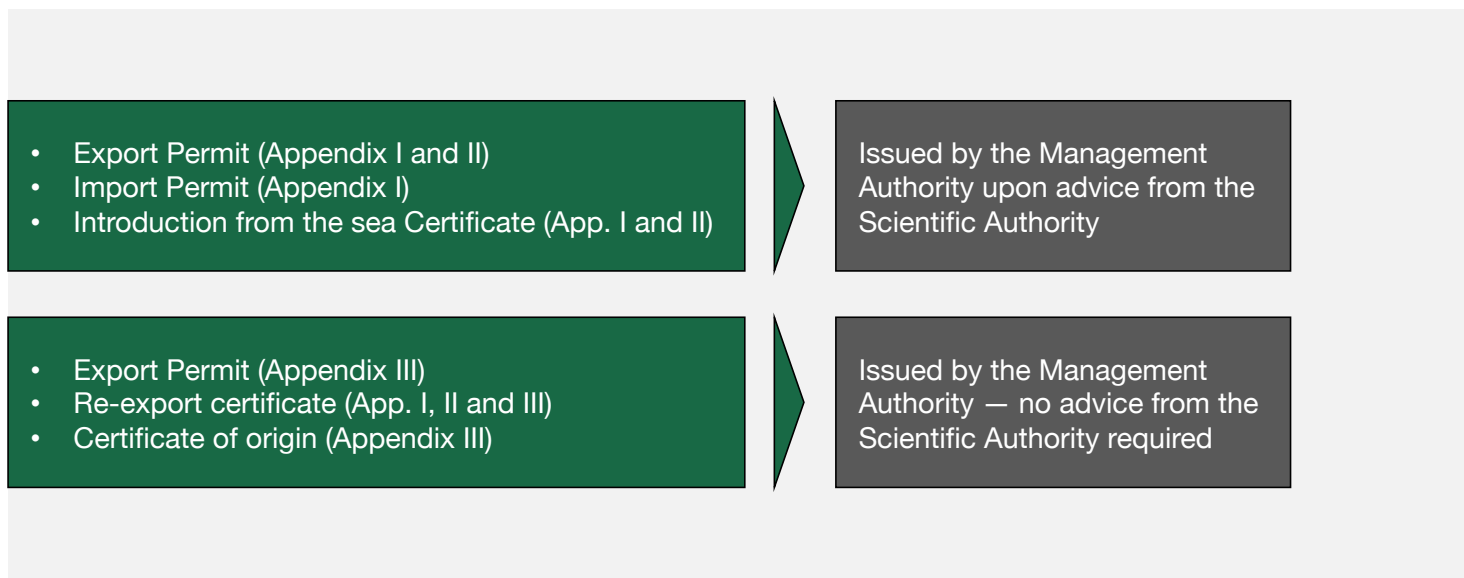 • Export Permit (Appendix I and II)
• Import Permit (Appendix I)
• Introduction from the sea Certificate (App. I and II)
Issued by the Management
Authority upon advice from the
Scientific Authority
• Export Permit (Appendix III)
• Re-export certificate (App. I, II and III)
• Certificate of origin (Appendix III)
Issued by the Management
Authority — no advice from the
Scientific Authority required